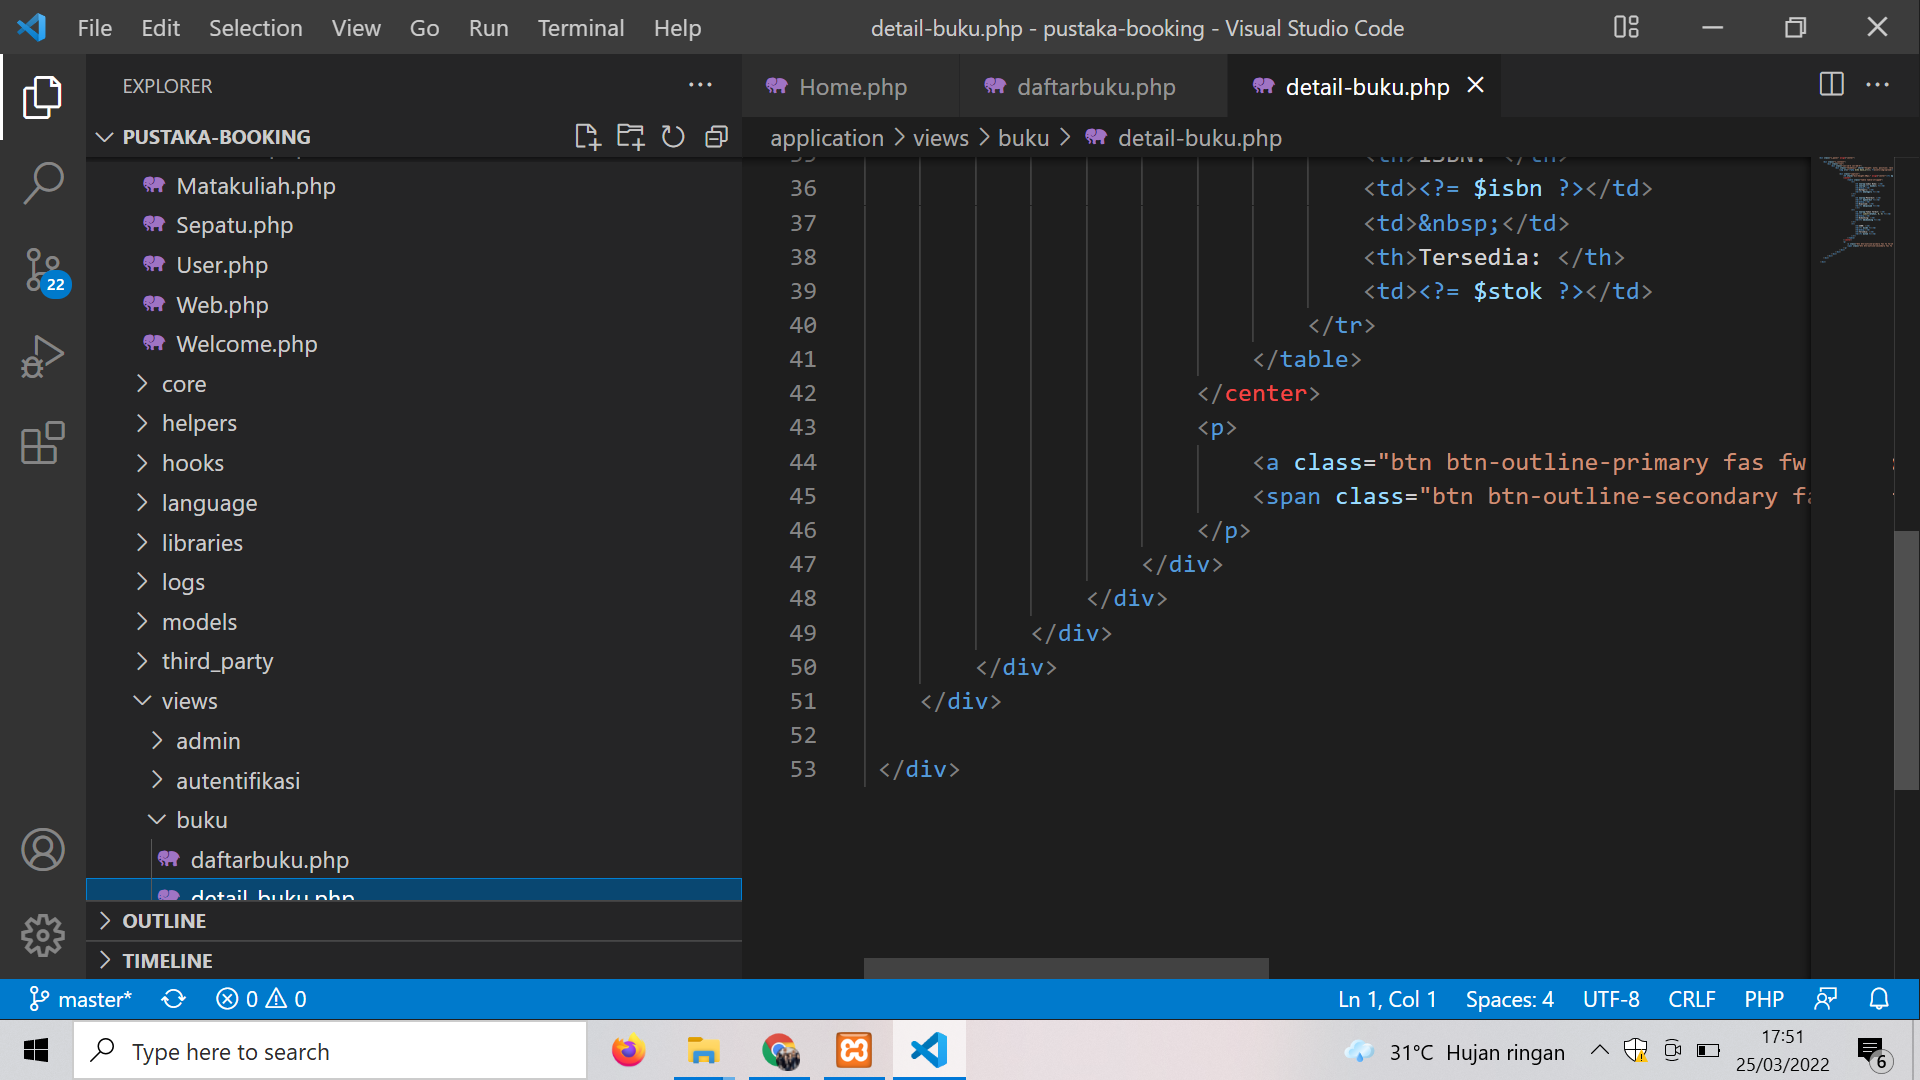 File Edit Selection View Go Run Terminal Help
detail-buku.php - pustaka-booking - Visual Studio Code
EXPLORER
PUSTAKA-BOOKING
Matakuliah.php
Sepatu.php
User.php
Web.php
Welcome.php
core
helpers
hooks
language
libraries
logs
models
third_party
views
admin
autentifikasi
buku
daftarbuku.php
detail-buku.php
OUTLINE
TIMELINE
22
Home.php daftarbuku.php detail-buku.php
application > views > buku > detail-buku.php
35 <th>ISBN: </th>
36 <td><?= $isbn ?></td>
37 <td>&nbsp;</td>
38 <th>Tersedia: </th>
39 <td><?= $stok ?></td>
40 </tr>
41 </table>
42 </center>
43 <p>
44 <a class="btn btn-outline-primary fas fw
45 <span class="btn btn-outline-secondary
46 </p>
47 </div>
48 </div>
49 </div>
50 </div>
51 </div>
52
53 </div>
master* 0 0 Ln 1, Col 1 Spaces: 4 UTF-8 CRLF PHP
Type here to search
31°C Hujan ringan
17:51
25/03/2022
6